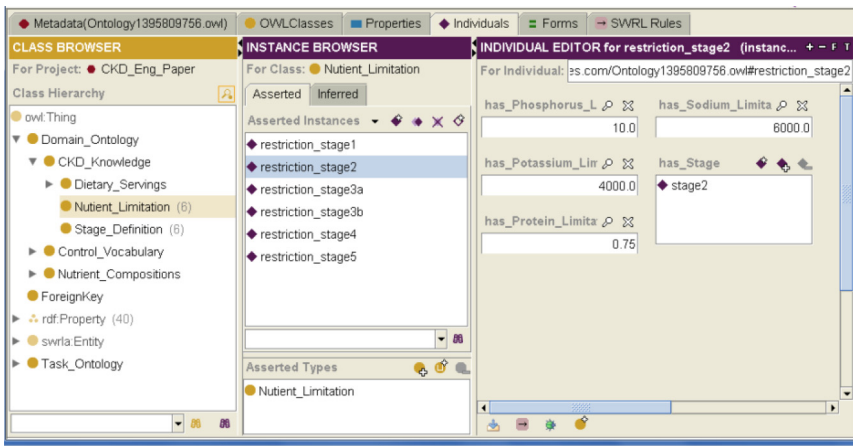 Metadata(Ontology1395809756.owl)
OWLClasses
Properties
Individuals
Forms
SWRL Rules
CLASS BROWSER
For Project: CKD_Eng_Paper
Class Hierarchy
owl:Thing
Domain_Ontology
CKD_Knowledge
Dietary_Servings
Nutient_Limitation (6)
Stage_Definition (6)
Control_Vocabulary
Nutrient_Compositions
ForeignKey
rdf:Property (40)
swrla:Entity
Task_Ontology
INSTANCE BROWSER
For Class: Nutient_Limitation
Asserted Inferred
Asserted Instances
restriction_stage1
restriction_stage2
restriction_stage3a
restriction_stage3b
restriction_stage4
restriction_stage5
Asserted Types
Nutient_Limitation
INDIVIDUAL EDITOR for restriction_stage2 (instanc... + - F T
For Individual: es.com/Ontology1395809756.owl#restriction_stage2
has_Phosphorus_L
10.0
has_Sodium_Limita
6000.0
has_Potassium_Lim
4000.0
has_Stage
stage2
has_Protein_Limita
0.75